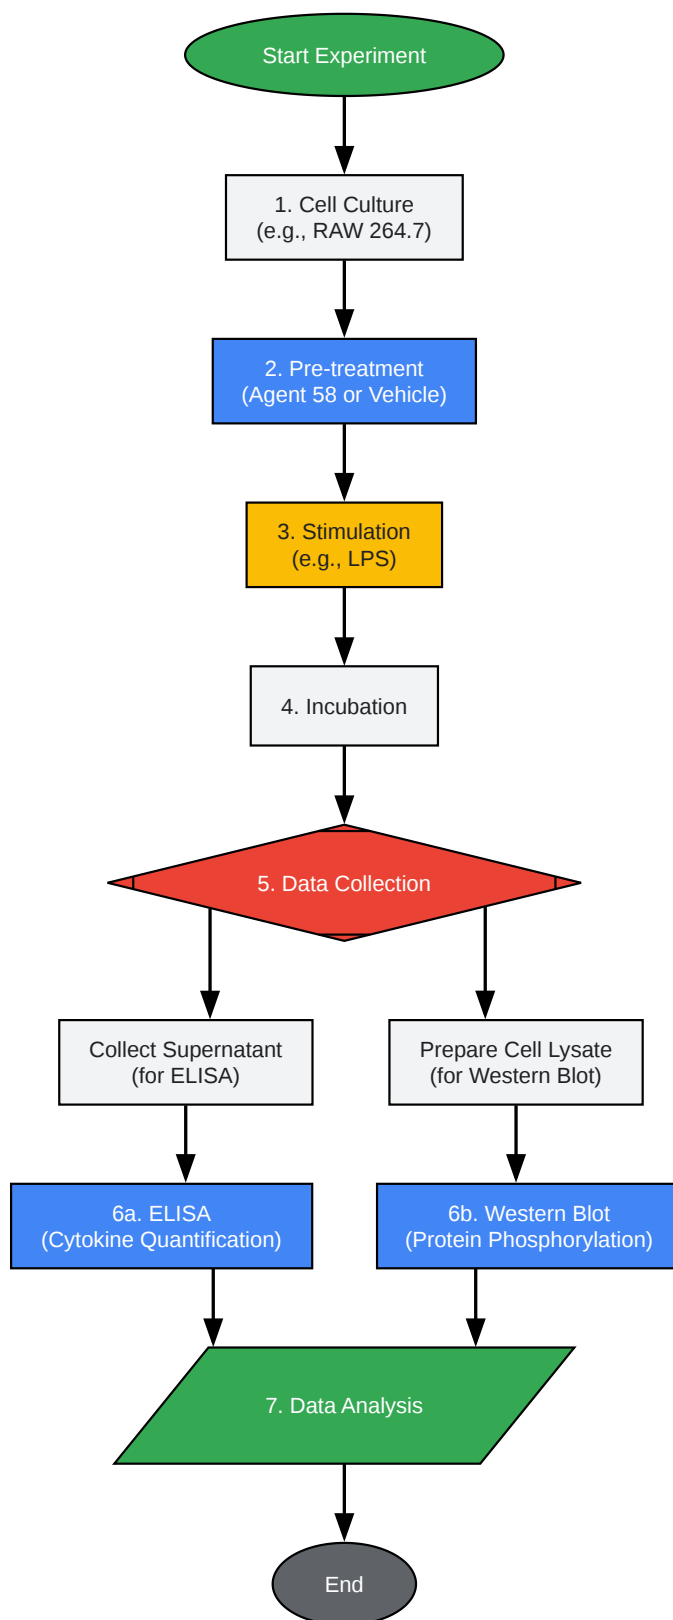 Start Experiment
1. Cell Culture
(e.g., RAW 264.7)
2. Pre-treatment
(Agent 58 or Vehicle)
3. Stimulation
(e.g., LPS)
4. Incubation
5. Data Collection
Collect Supernatant
(for ELISA)
Prepare Cell Lysate
(for Western Blot)
6a. ELISA
(Cytokine Quantification)
6b. Western Blot
(Protein Phosphorylation)
7. Data Analysis
End